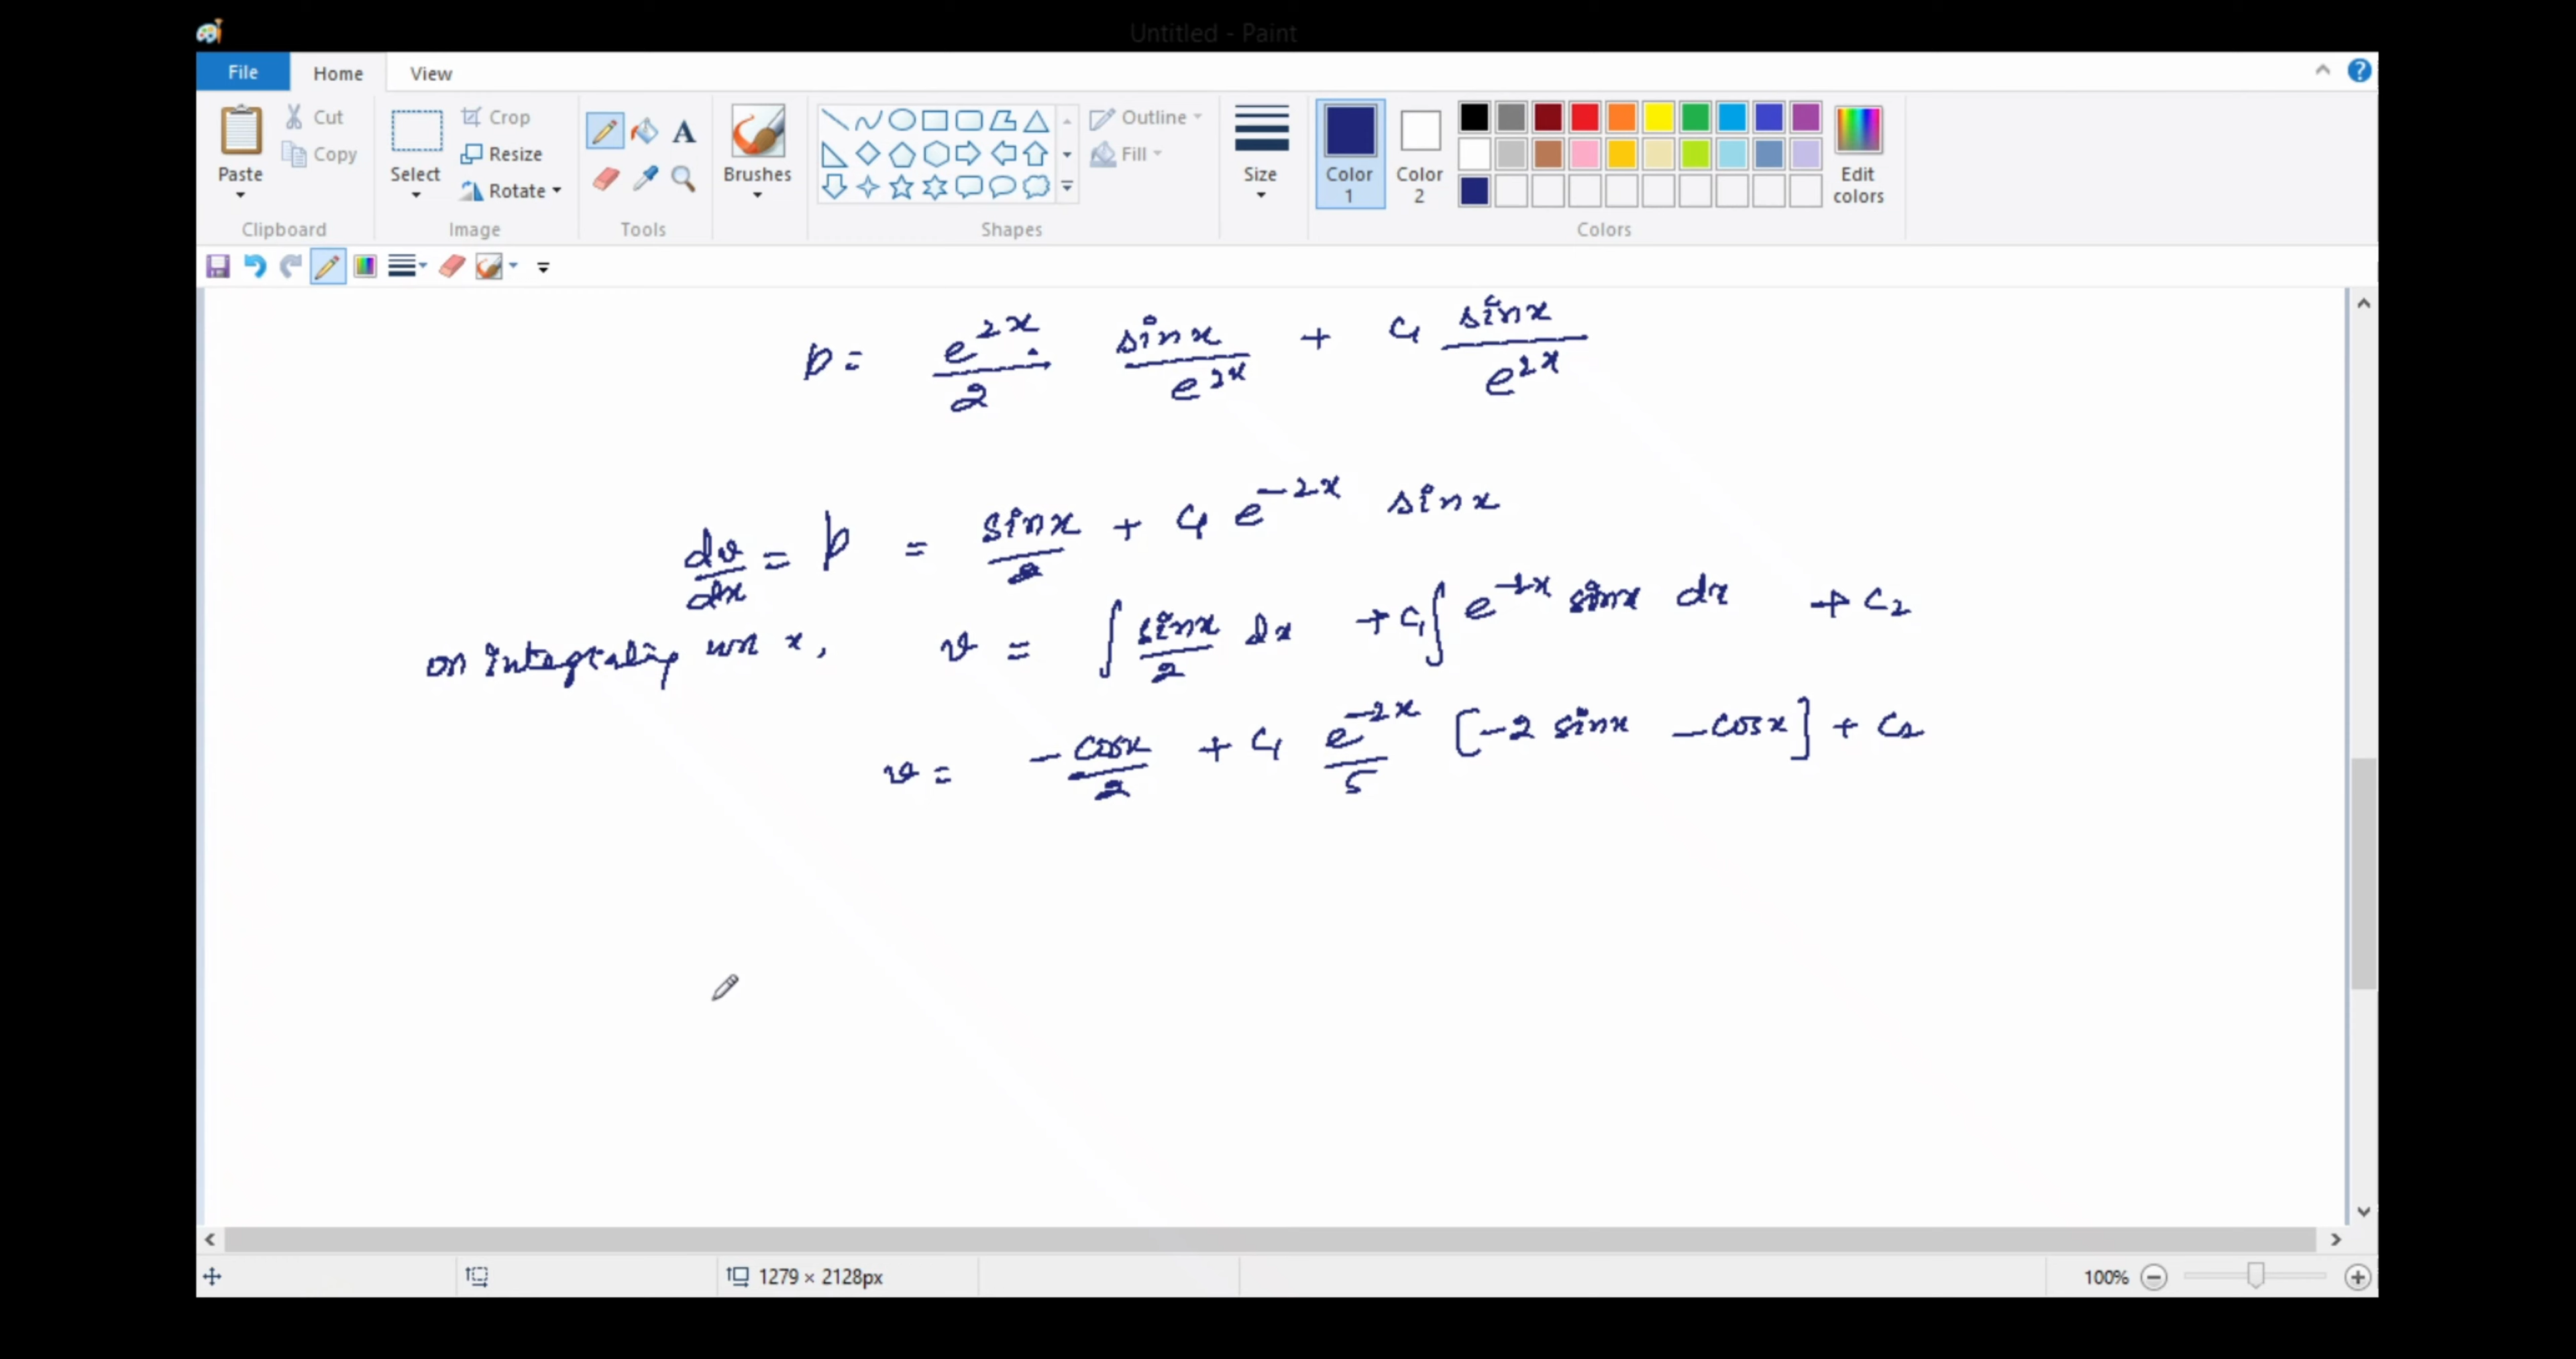 Untitled - Paint
File Home View
Paste Cut Copy Clipboard
Select Crop Resize Rotate Image
A Tools
Brushes
Outline Fill Shapes
Size
Color 1 Color 2 Edit colors Colors
p = e^{2x}/2 · sinx/e^{2x} + c₁ sinx/e^{2x}
dv/dx = p = sinx/2 + c₁ e^{-2x} sinx
on integrating wrt x, v = ∫ sinx/2 dx + c₁∫ e^{-2x} sinx dx + c₂
v = -cosx/2 + c₁ e^{-2x}/5 [-2 sinx - cosx] + c₂
1279 × 2128px 100%